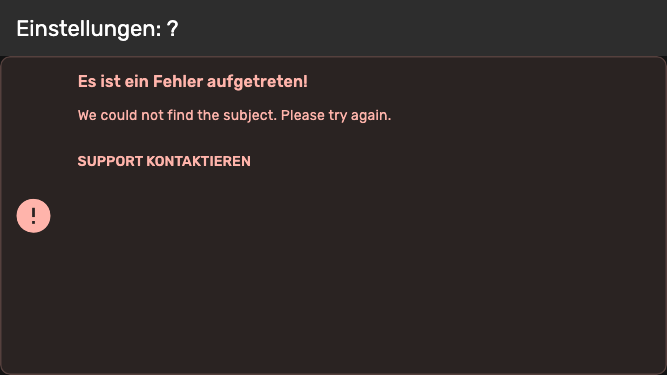 Einstellungen: ?
Es ist ein Fehler aufgetreten!
We could not find the subject. Please try again.
SUPPORT KONTAKTIEREN
!